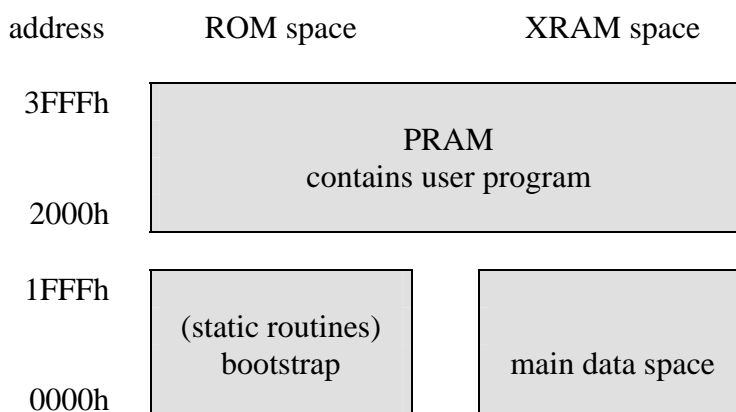 address ROM space XRAM space
3FFFh
PRAM
contains user program
2000h
1FFFh
(static routines)
bootstrap main data space
0000h